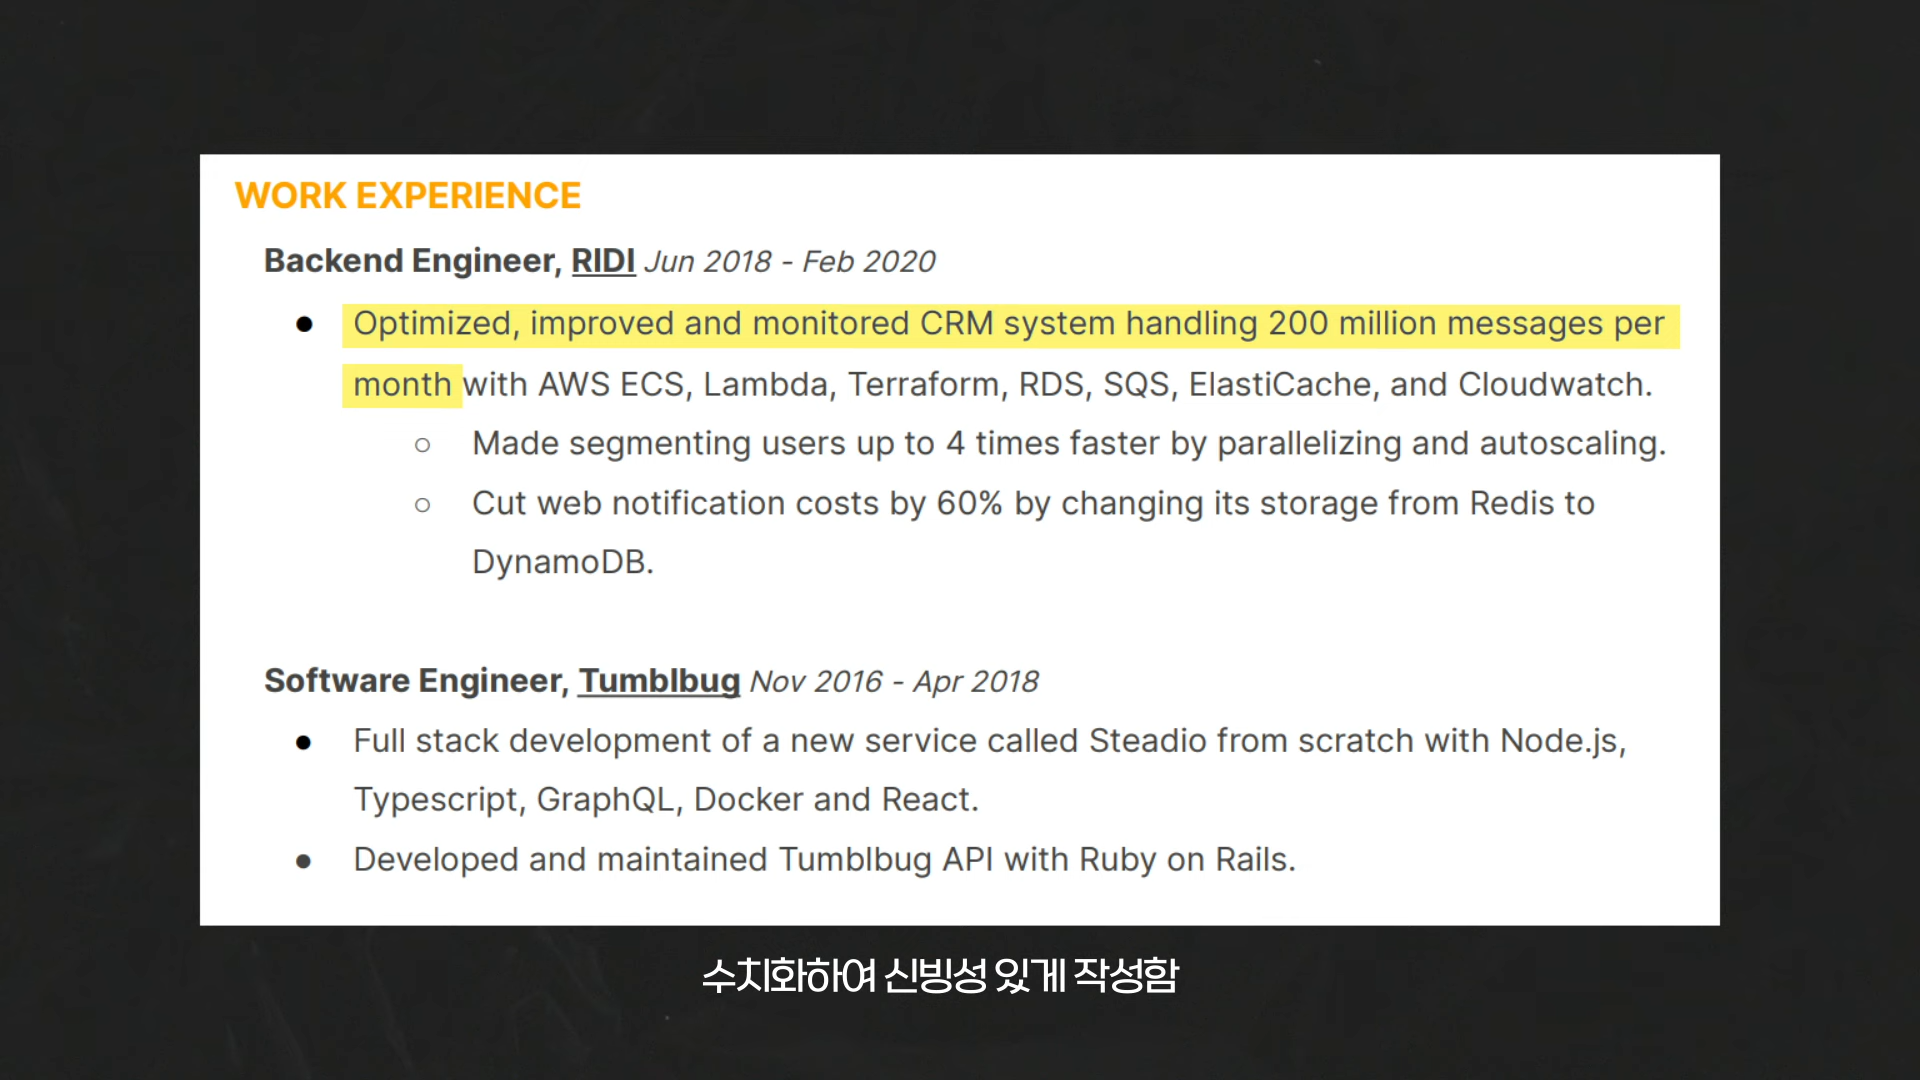 WORK EXPERIENCE
Backend Engineer, RIDI Jun 2018 - Feb 2020
● Optimized, improved and monitored CRM system handling 200 million messages per
month with AWS ECS, Lambda, Terraform, RDS, SQS, ElastiCache, and Cloudwatch.
○ Made segmenting users up to 4 times faster by parallelizing and autoscaling.
○ Cut web notification costs by 60% by changing its storage from Redis to
DynamoDB.
Software Engineer, Tumblbug Nov 2016 - Apr 2018
● Full stack development of a new service called Steadio from scratch with Node.js,
Typescript, GraphQL, Docker and React.
● Developed and maintained Tumblbug API with Ruby on Rails.
수치화하여 신빙성 있게 작성함